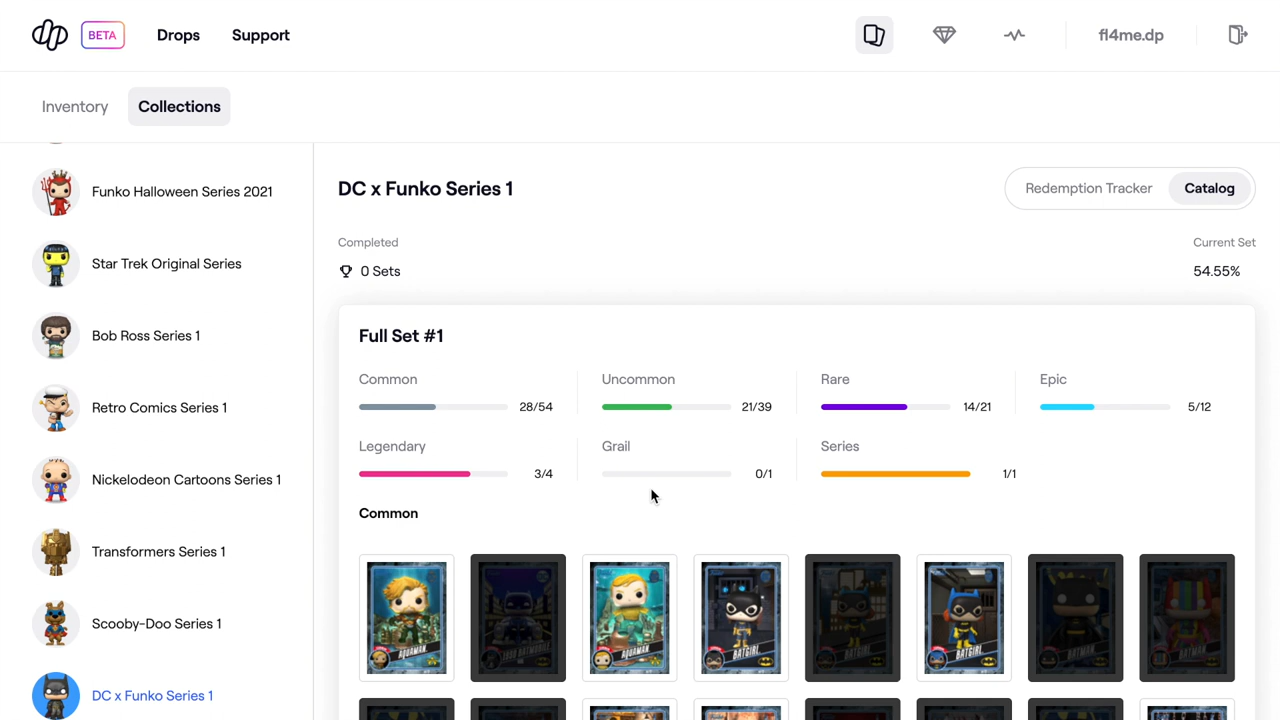 BETA
Drops
Support
fl4me.dp
Inventory
Collections
Funko Halloween Series 2021
Star Trek Original Series
Bob Ross Series 1
Retro Comics Series 1
Nickelodeon Cartoons Series 1
Transformers Series 1
Scooby-Doo Series 1
DC x Funko Series 1
DC x Funko Series 1
Redemption Tracker
Catalog
Completed
Current Set
0 Sets
54.55%
Full Set #1
Common
Uncommon
Rare
Epic
28/54
21/39
14/21
5/12
Legendary
Grail
Series
3/4
0/1
1/1
Common
AQUAMAN
AQUAMAN
BATGIRL
BATGIRL